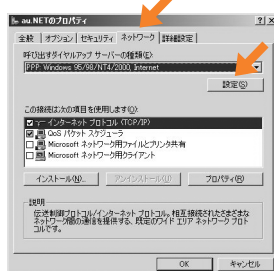 au.NETのプロパティ
全般
オプション
セキュリティ
ネットワーク
詳細設定
呼び出すダイヤルアップ サーバーの種類(E):
PPP: Windows 95/98/NT4/2000, Internet
設定(S)
この接続は次の項目を使用します(O):
インターネット プロトコル (TCP/IP)
QoS パケット スケジューラ
Microsoft ネットワーク用ファイルとプリンタ共有
Microsoft ネットワーク用クライアント
インストール(N)...
アンインストール(U)
プロパティ(R)
説明
伝送制御プロトコル/インターネット プロトコル。相互接続されたさまざまな
ネットワーク間の通信を提供する、既定のワイド エリア ネットワーク プロト
コルです。
OK
キャンセル